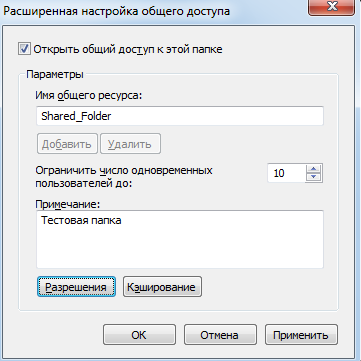 Расширенная настройка общего доступа
Открыть общий доступ к этой папке
Параметры
Имя общего ресурса:
Shared_Folder
Добавить
Удалить
Ограничить число одновременных
пользователей до:
10
Примечание:
Тестовая папка
Разрешения
Кэширование
ОК
Отмена
Применить